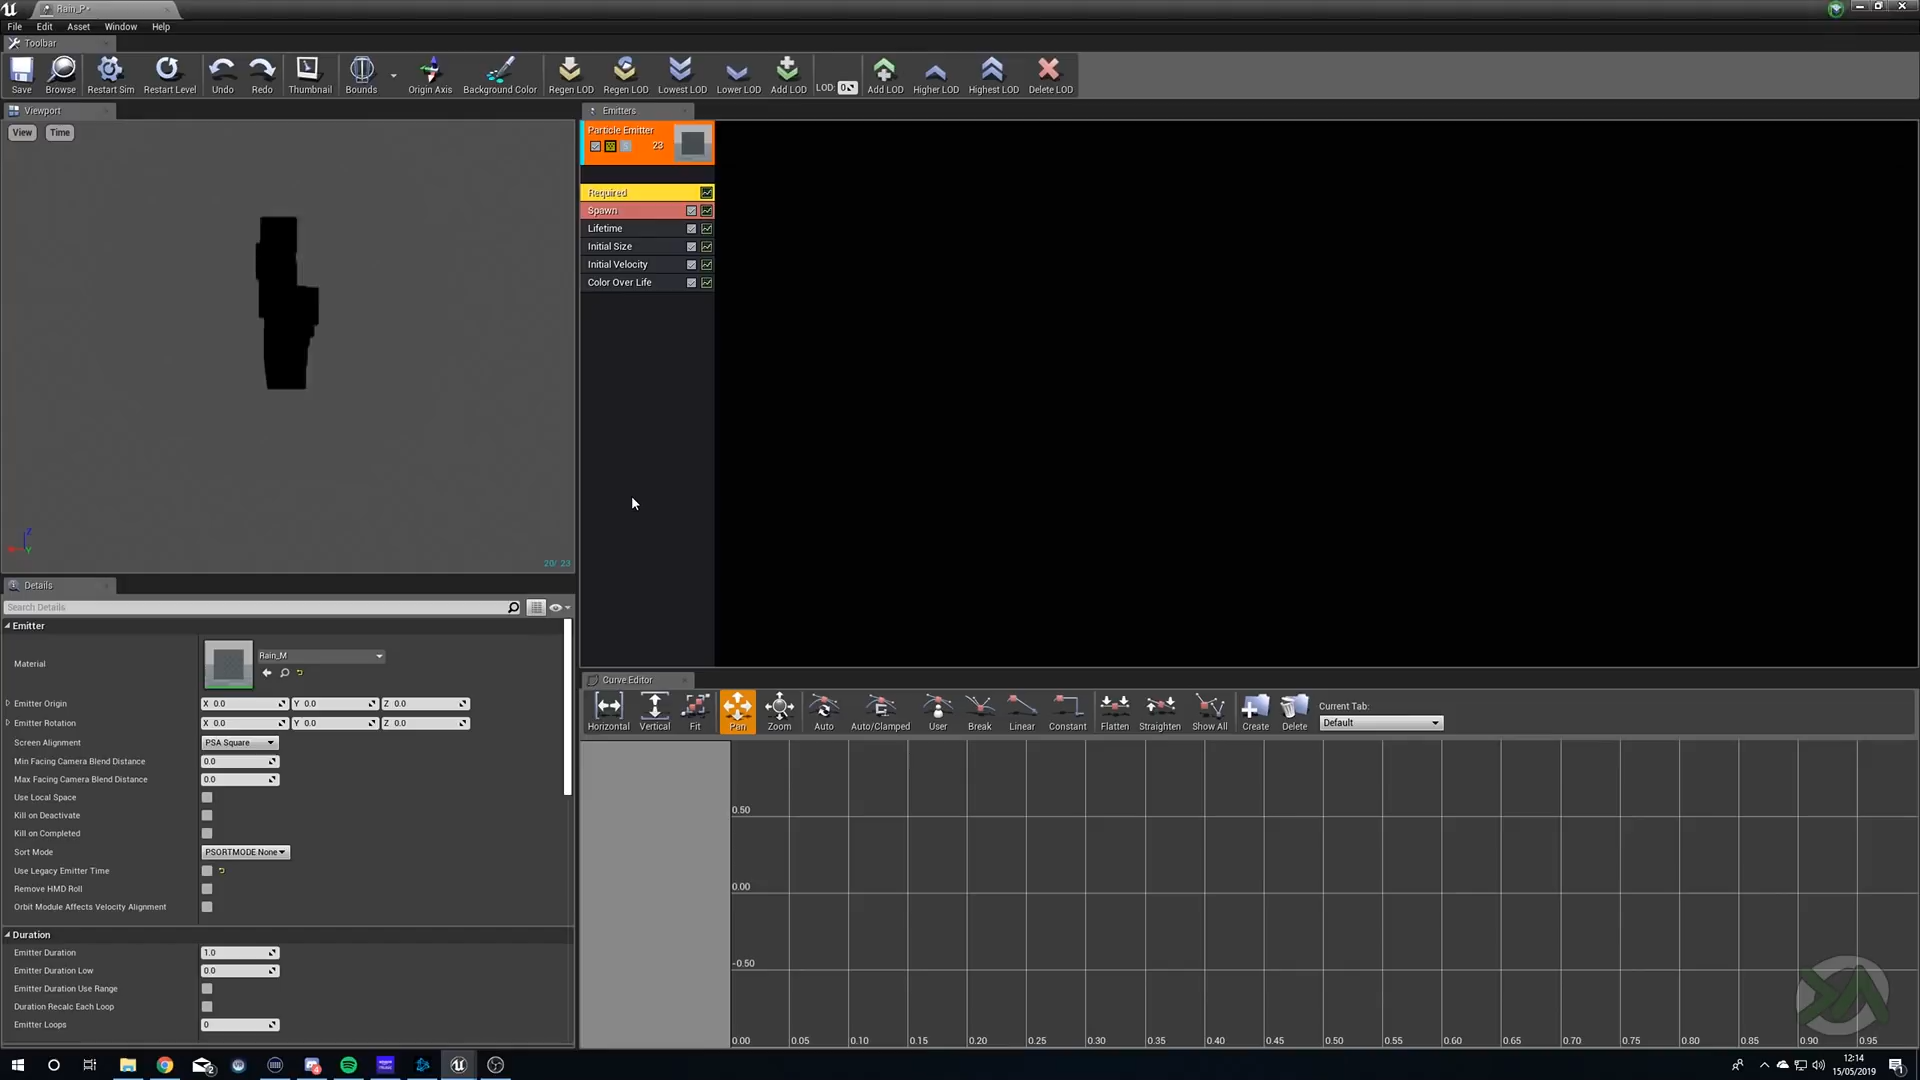 Rain_P*
File Edit Asset Window Help
Toolbar
Save Browse Restart Sim Restart Level Undo Redo Thumbnail Bounds Origin Axis Background Color Regen LOD Regen LOD Lowest LOD Lower LOD Add LOD LOD: 0 Add LOD Higher LOD Highest LOD Delete LOD
Viewport
Emitters
View Time
Particle Emitter
23
Required
Spawn
Lifetime
Initial Size
Initial Velocity
Color Over Life
Z
Y
20/ 23
Details
Search Details
Emitter
Material
Rain_M
Emitter Origin X 0.0 Y 0.0 Z 0.0
Emitter Rotation X 0.0 Y 0.0 Z 0.0
Screen Alignment PSA Square
Min Facing Camera Blend Distance 0.0
Max Facing Camera Blend Distance 0.0
Use Local Space
Kill on Deactivate
Kill on Completed
Sort Mode PSORTMODE None
Use Legacy Emitter Time
Remove HMD Roll
Orbit Module Affects Velocity Alignment
Duration
Emitter Duration 1.0
Emitter Duration Low 0.0
Emitter Duration Use Range
Duration Recalc Each Loop
Emitter Loops 0
Curve Editor
Horizontal Vertical Fit Pan Zoom Auto Auto/Clamped User Break Linear Constant Flatten Straighten Show All Create Delete
Current Tab:
Default
0.50
0.00
-0.50
0.00 0.05 0.10 0.15 0.20 0.25 0.30 0.35 0.40 0.45 0.50 0.55 0.60 0.65 0.70 0.75 0.80 0.85 0.90 0.95
12:14
15/05/2019